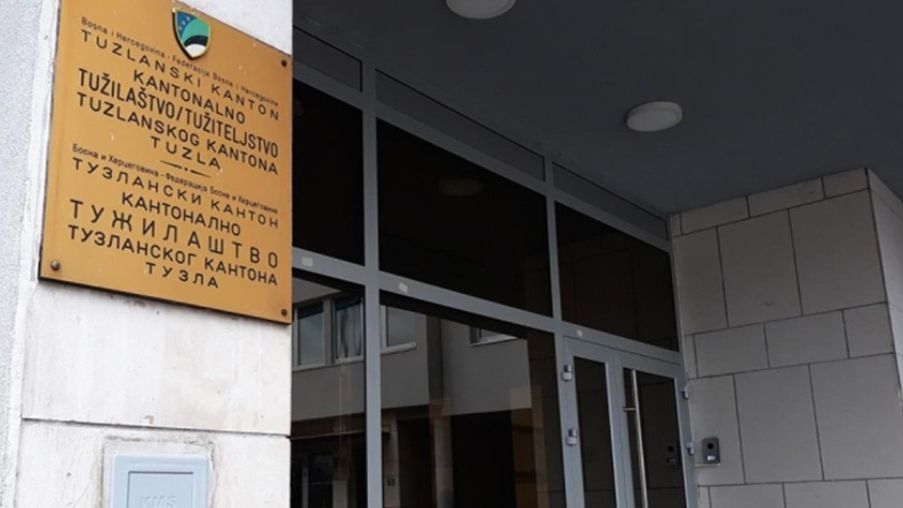 Bosna i Hercegovina - Federacija Bosne i Hercegovine
TUZLANSKI KANTON
KANTONALNO
TUŽILAŠTVO/TUŽITELJSTVO
TUZLANSKOG KANTONA
TUZLA
Босна и Херцеговина - Федерација Босне и Херцеговине
ТУЗЛАНСКИ КАНТОН
КАНТОНАЛНО
ТУЖИЛАШТВО
ТУЗЛАНСКОГ КАНТОНА
ТУЗЛА
KMS